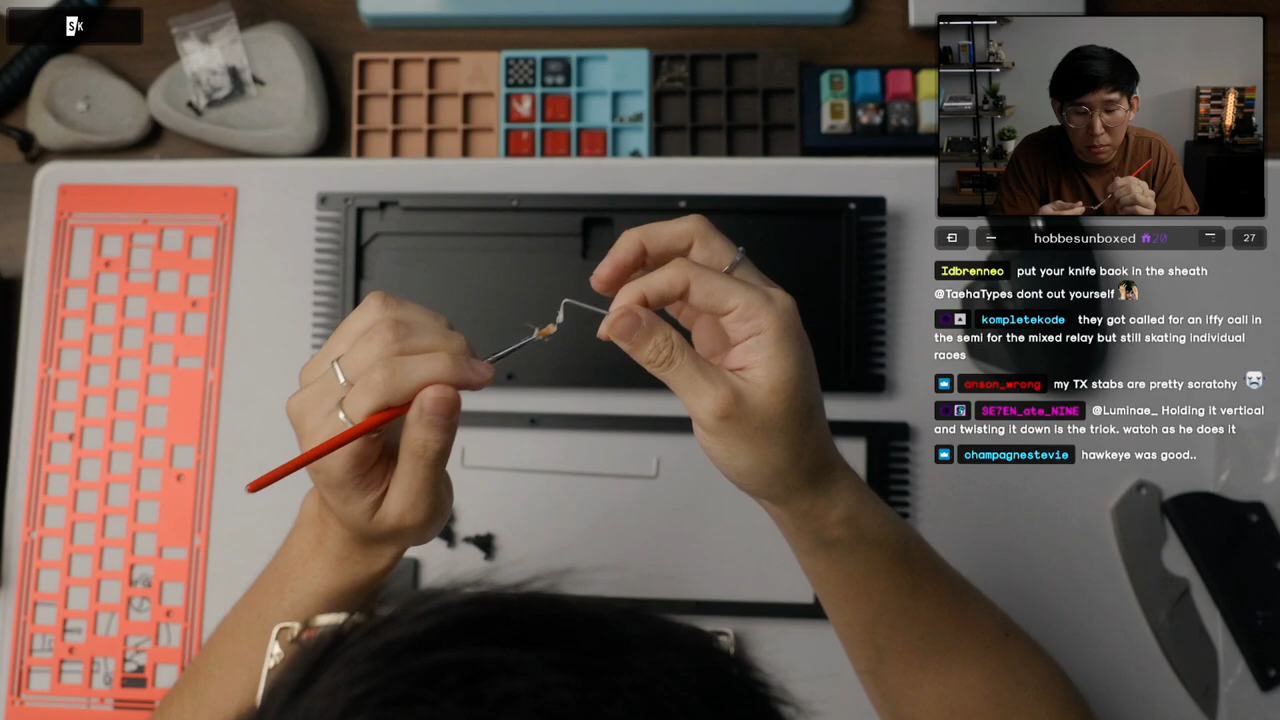 SK
hobbesunboxed 20
27
Idbrenneo put your knife back in the sheath
@TaehaTypes dont out yourself
kompletekode they got called for an iffy call in
the semi for the mixed relay but still skating individual
races
anson_wrong my TX stabs are pretty scratchy
SE7EN_ate_NINE @Luminae_ Holding it vertical
and twisting it down is the trick. watch as he does it
champagnestevie hawkeye was good..